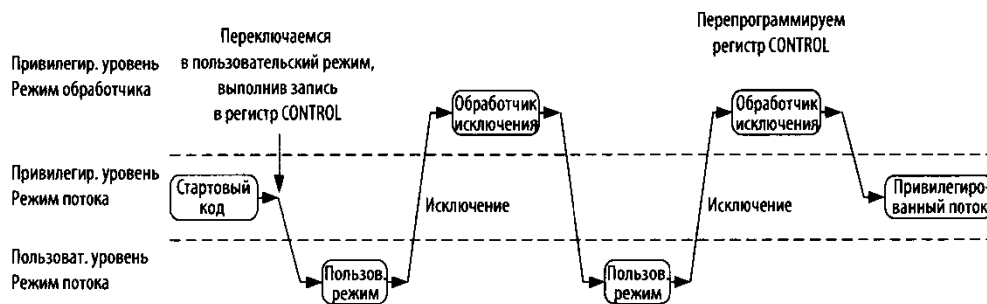 Переключаемся
в пользовательский режим,
выполнив запись
в регистр CONTROL
Перепрограммируем
регистр CONTROL
Привилегир. уровень
Режим обработчика
Обработчик
исключения
Обработчик
исключения
Привилегир. уровень
Режим потока
Стартовый
код
Исключение
Исключение
Привилегиро-
ванный поток
Пользоват. уровень
Режим потока
Пользов.
режим
Пользов.
режим